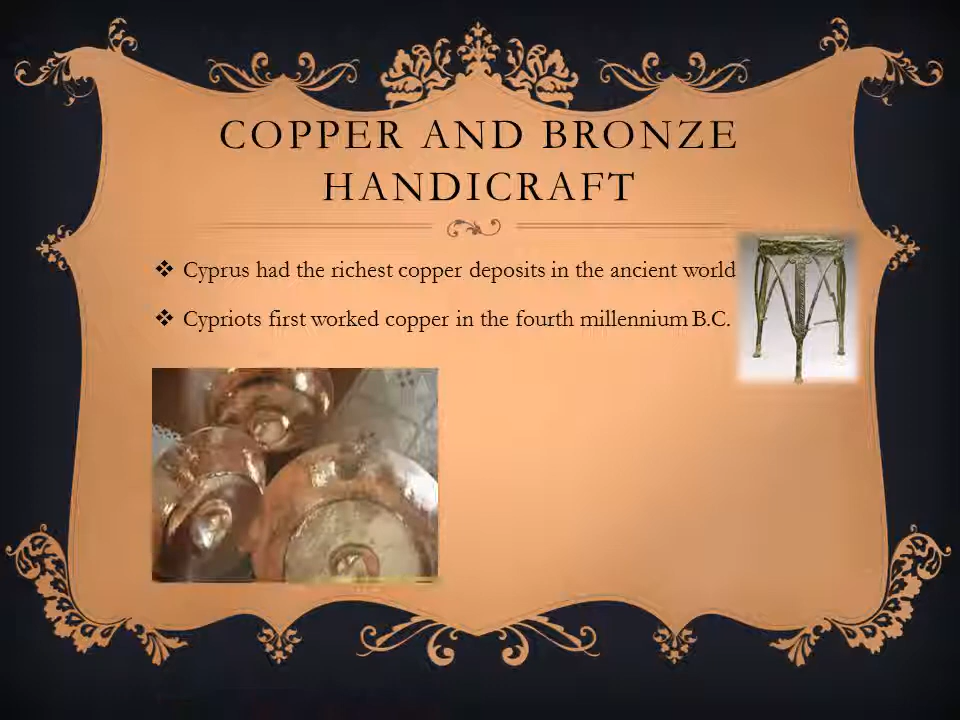 COPPER AND BRONZE
HANDICRAFT
❖ Cyprus had the richest copper deposits in the ancient world
❖ Cypriots first worked copper in the fourth millennium B.C.